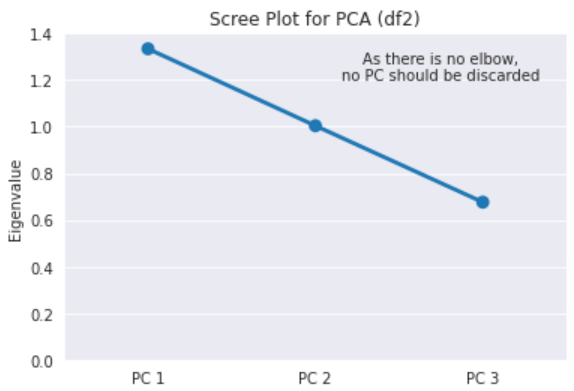 Scree Plot for PCA (df2)
1.4
As there is no elbow,
no PC should be discarded
1.2
1.0
0.8
Eigenvalue
0.6
0.4
0.2
0.0
PC 1 PC 2 PC 3